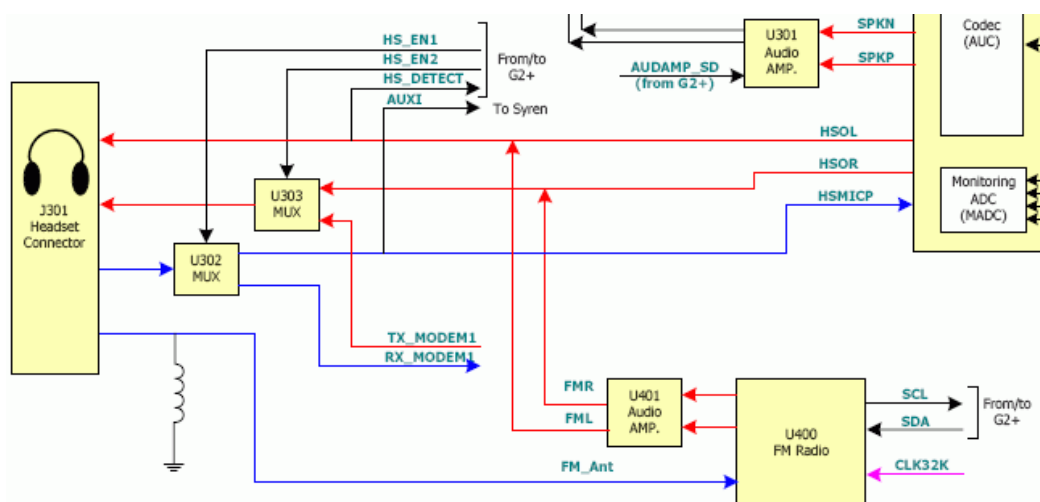 HS_EN1
HS_EN2
HS_DETECT
AUXI
From/to
G2+
To Syren
U301
Audio
AMP.
AUDAMP_SD
(from G2+)
SPKN
SPKP
Codec
(AUC)
HSOL
HSOR
HSMICP
Monitoring
ADC
(MADC)
J301
Headset
Connector
U303
MUX
U302
MUX
TX_MODEM1
RX_MODEM1
FMR
FML
U401
Audio
AMP.
U400
FM Radio
SCL
SDA
From/to
G2+
CLK32K
FM_Ant